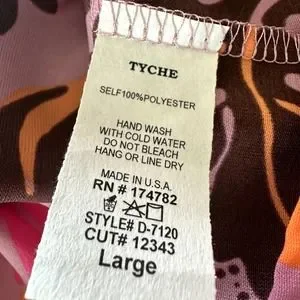 TYCHE
SELF100%POLYESTER
HAND WASH
WITH COLD WATER
DO NOT BLEACH
HANG OR LINE DRY
MADE IN U.S.A.
RN # 174782
STYLE# D-7120
CUT# 12343
Large